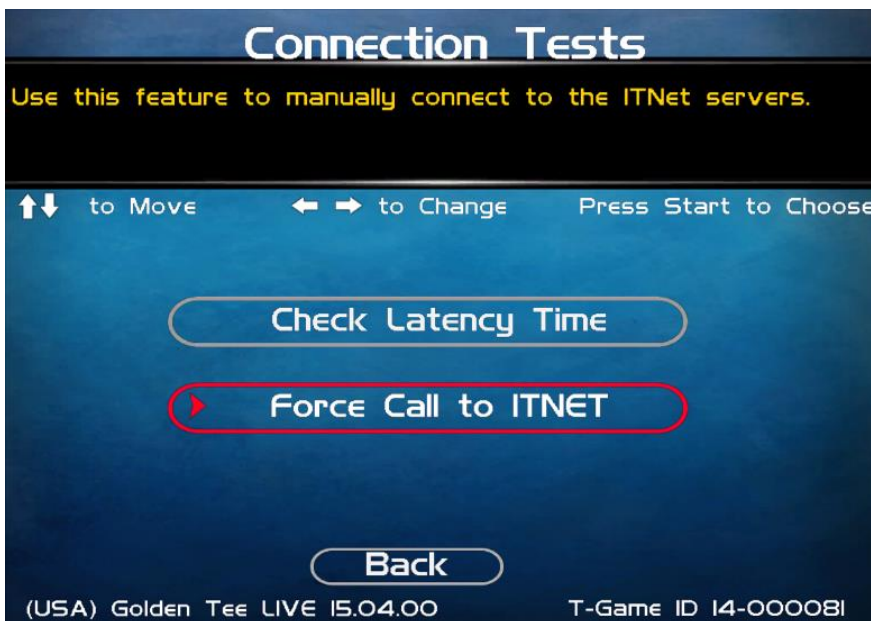 Connection Tests
Use this feature to manually connect to the ITNet servers.
to Move to Change Press Start to Choose
Check Latency Time
Force Call to ITNET
Back
(USA) Golden Tee LIVE 15.04.00 T-Game ID 14-000081